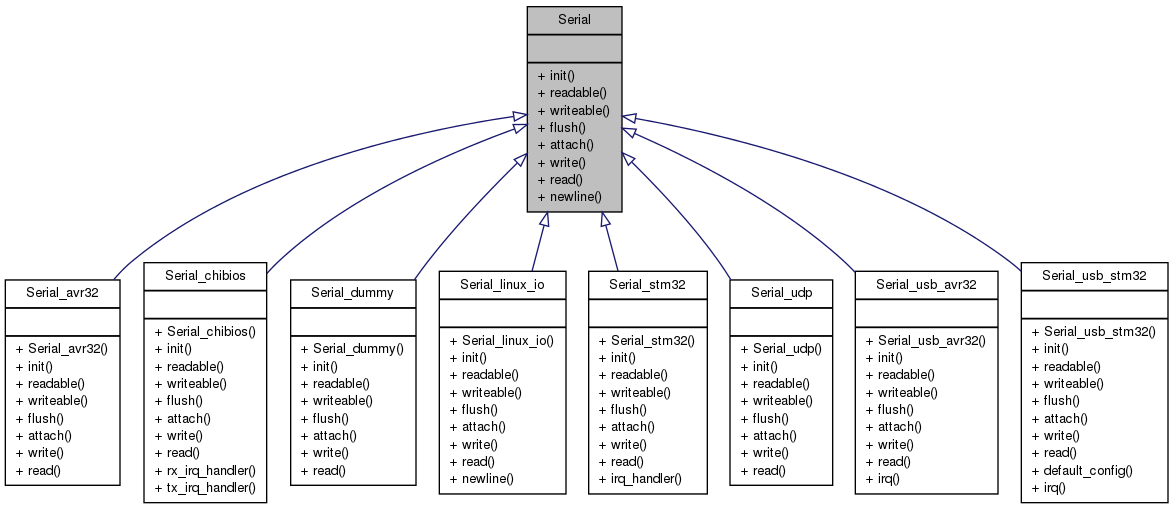 Serial
+ init()
+ readable()
+ writeable()
+ flush()
+ attach()
+ write()
+ read()
+ newline()
Serial_avr32
+ Serial_avr32()
+ init()
+ readable()
+ writeable()
+ flush()
+ attach()
+ write()
+ read()
Serial_chibios
+ Serial_chibios()
+ init()
+ readable()
+ writeable()
+ flush()
+ attach()
+ write()
+ read()
+ rx_irq_handler()
+ tx_irq_handler()
Serial_dummy
+ Serial_dummy()
+ init()
+ readable()
+ writeable()
+ flush()
+ attach()
+ write()
+ read()
Serial_linux_io
+ Serial_linux_io()
+ init()
+ readable()
+ writeable()
+ flush()
+ attach()
+ write()
+ read()
+ newline()
Serial_stm32
+ Serial_stm32()
+ init()
+ readable()
+ writeable()
+ flush()
+ attach()
+ write()
+ read()
+ irq_handler()
Serial_udp
+ Serial_udp()
+ init()
+ readable()
+ writeable()
+ flush()
+ attach()
+ write()
+ read()
Serial_usb_avr32
+ Serial_usb_avr32()
+ init()
+ readable()
+ writeable()
+ flush()
+ attach()
+ write()
+ read()
+ irq()
Serial_usb_stm32
+ Serial_usb_stm32()
+ init()
+ readable()
+ writeable()
+ flush()
+ attach()
+ write()
+ read()
+ default_config()
+ irq()